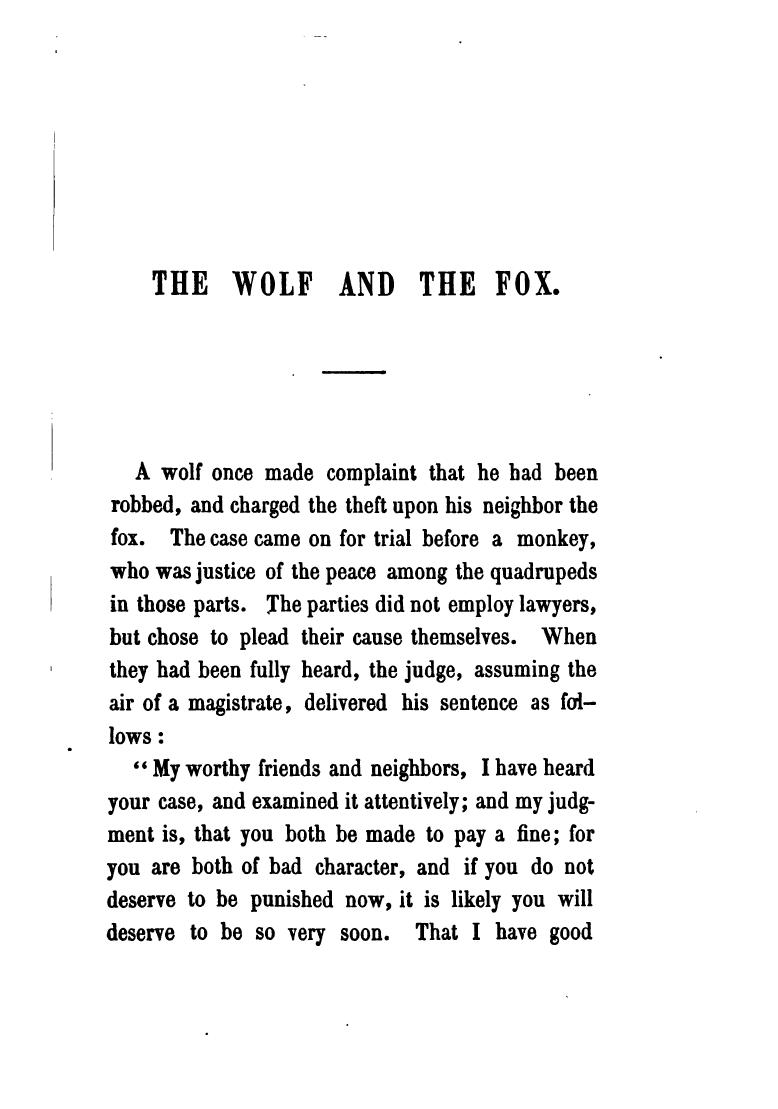 THE WOLF AND THE FOX.
A wolf once made complaint that he had been
robbed, and charged the theft upon his neighbor the
fox. The case came on for trial before a monkey,
who was justice of the peace among the quadrupeds
in those parts. The parties did not employ lawyers,
but chose to plead their cause themselves. When
they had been fully heard, the judge, assuming the
air of a magistrate, delivered his sentence as fol-
lows:
“My worthy friends and neighbors, I have heard
your case, and examined it attentively; and my judg-
ment is, that you both be made to pay a fine; for
you are both of bad character, and if you do not
deserve to be punished now, it is likely you will
deserve to be so very soon. That I have good